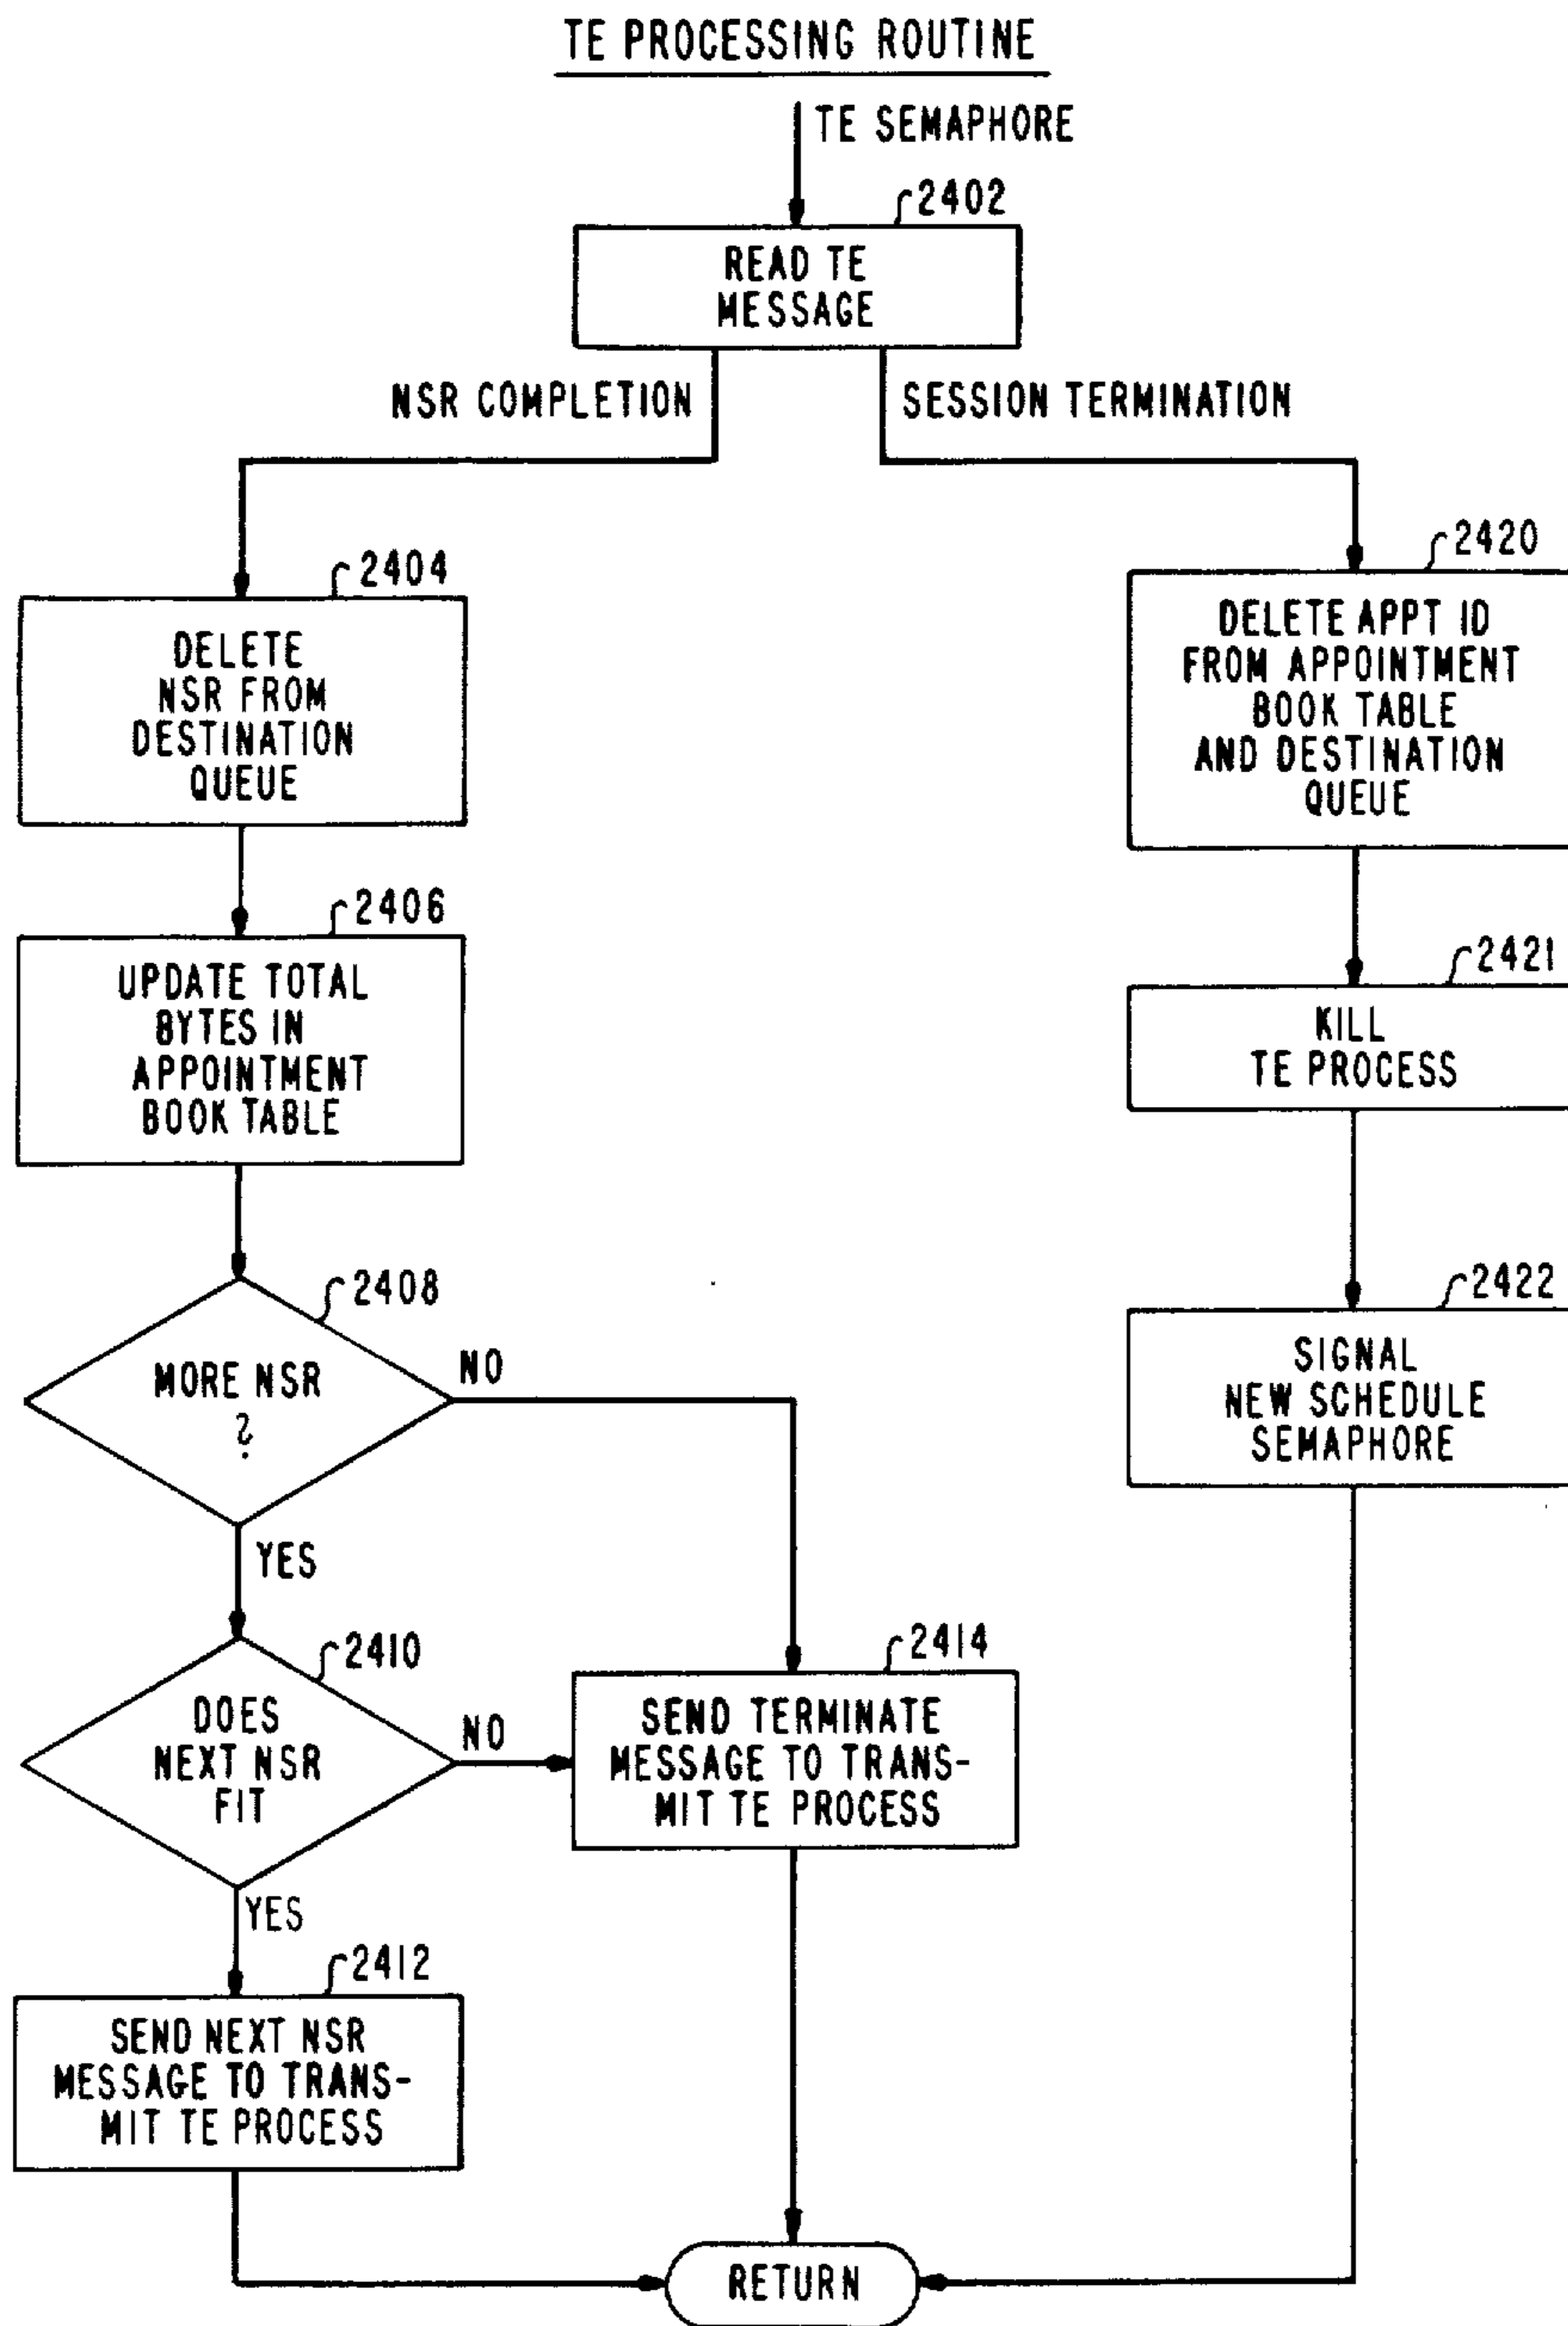 TE PROCESSING ROUTINE
TE SEMAPHORE
2402
READ TE
MESSAGE
NSR COMPLETION
SESSION TERMINATION
2404
DELETE
NSR FROM
DESTINATION
QUEUE
2420
DELETE APPT ID
FROM APPOINTMENT
BOOK TABLE
AND DESTINATION
QUEUE
2406
UPDATE TOTAL
BYTES IN
APPOINTMENT
BOOK TABLE
2421
KILL
TE PROCESS
2408
MORE NSR
?
NO
YES
2422
SIGNAL
NEW SCHEDULE
SEMAPHORE
2410
DOES
NEXT NSR
FIT
NO
YES
2414
SEND TERMINATE
MESSAGE TO TRANS-
MIT TE PROCESS
2412
SEND NEXT NSR
MESSAGE TO TRANS-
MIT TE PROCESS
RETURN